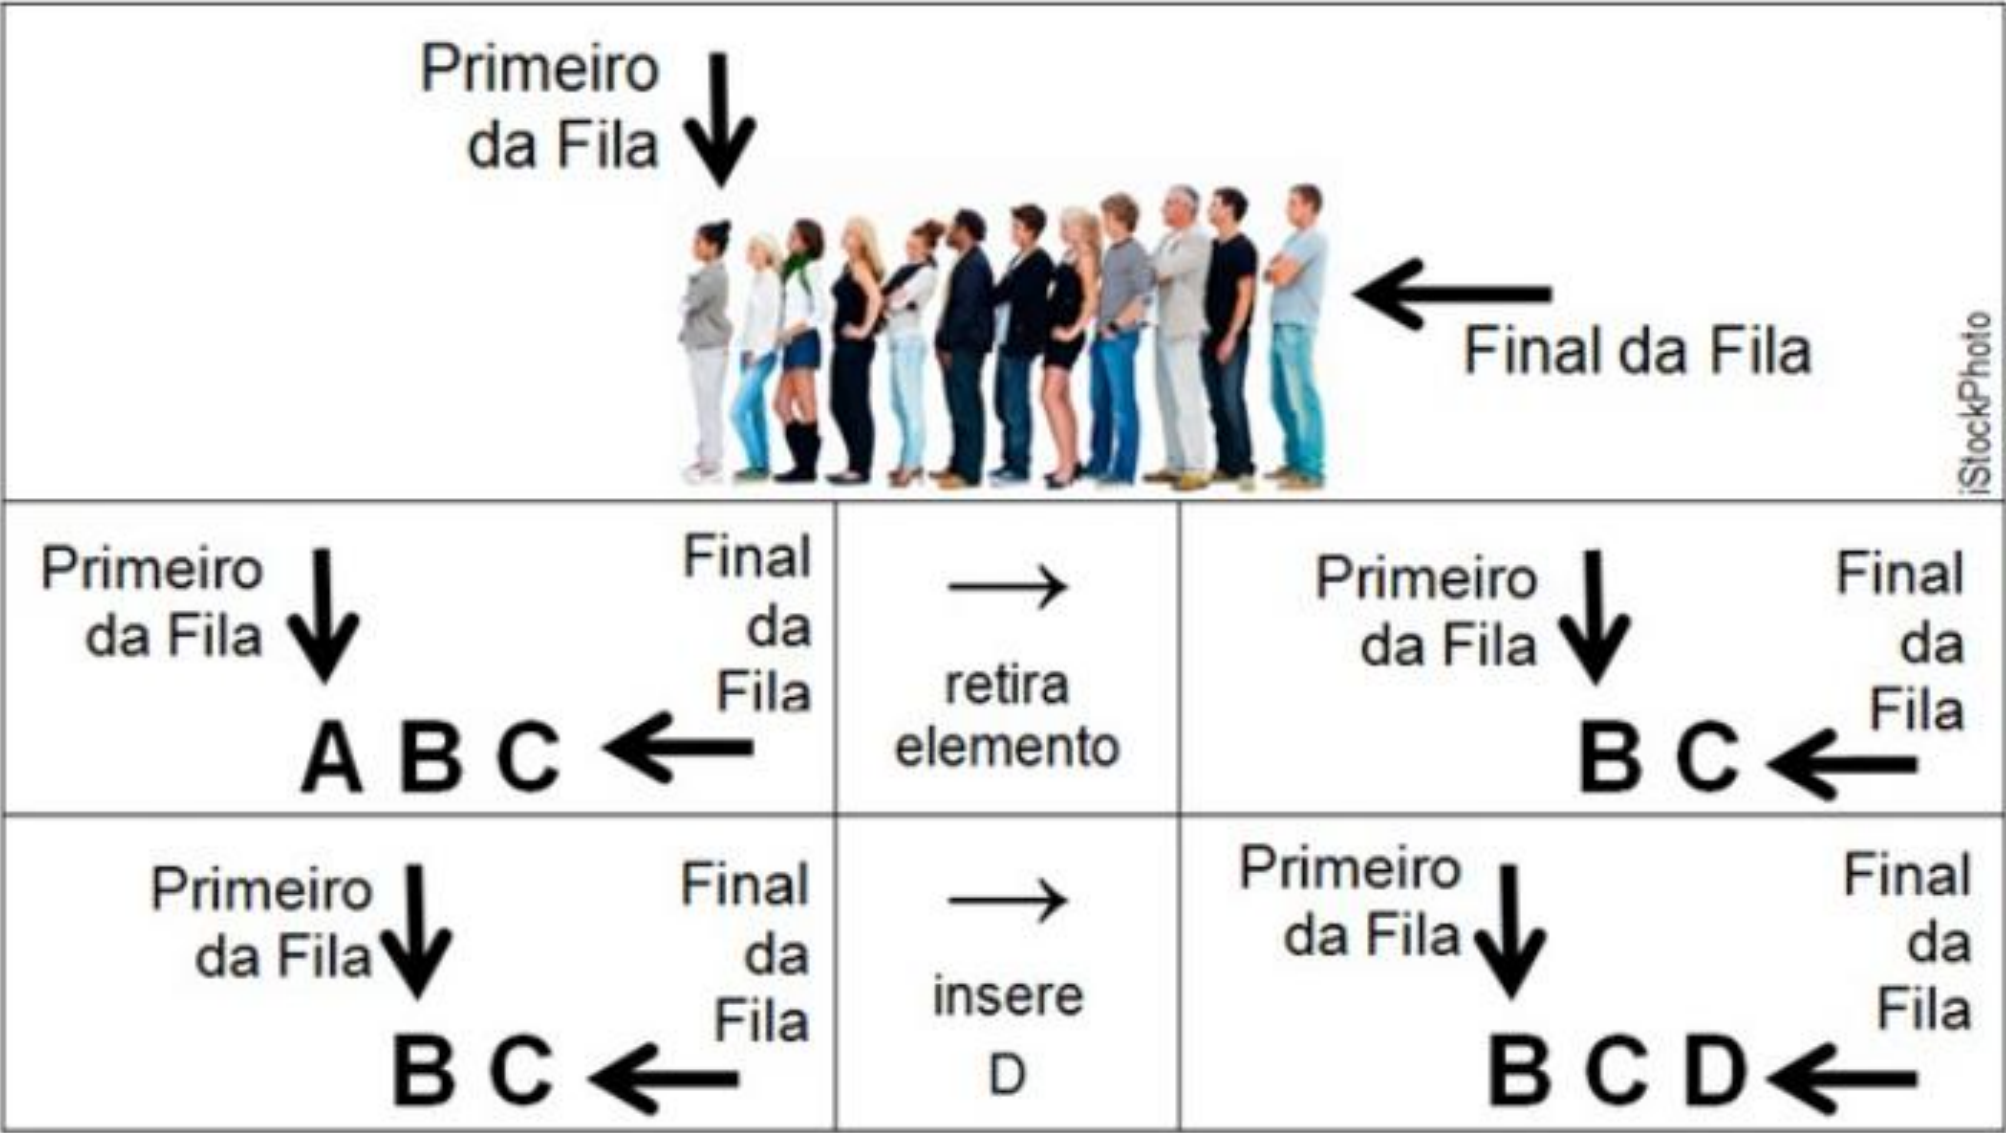 Primeiro
da Fila
Final da Fila
iStockPhoto
Primeiro
da Fila
Final
da
Fila
A B C
→
retira
elemento
Primeiro
da Fila
Final
da
Fila
B C
Primeiro
da Fila
Final
da
Fila
B C
→
insere
D
Primeiro
da Fila
Final
da
Fila
B C D